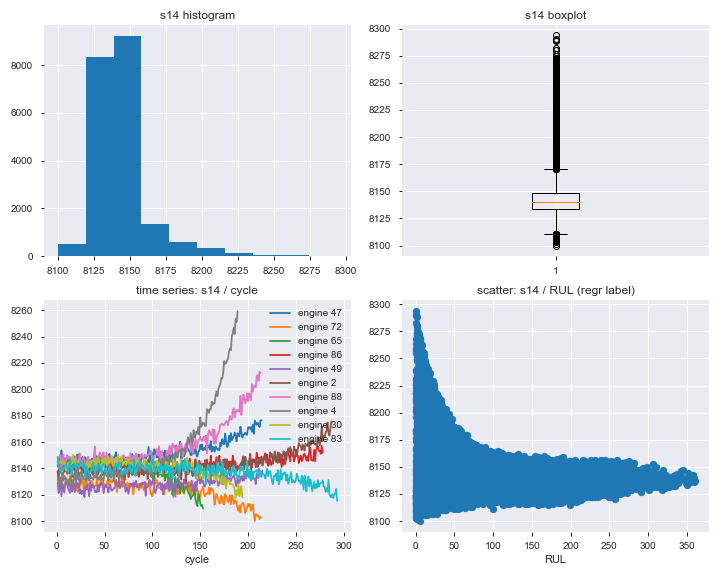 s14 histogram
8000
6000
4000
2000
0
8100 8125 8150 8175 8200 8225 8250 8275 8300
s14 boxplot
8300
8275
8250
8225
8200
8175
8150
8125
8100
1
time series: s14 / cycle
8260
8240
8220
8200
8180
8160
8140
8120
8100
0 50 100 150 200 250 300
cycle
engine 47
engine 72
engine 65
engine 86
engine 49
engine 2
engine 88
engine 4
engine 30
engine 83
scatter: s14 / RUL (regr label)
8300
8275
8250
8225
8200
8175
8150
8125
8100
0 50 100 150 200 250 300 350
RUL